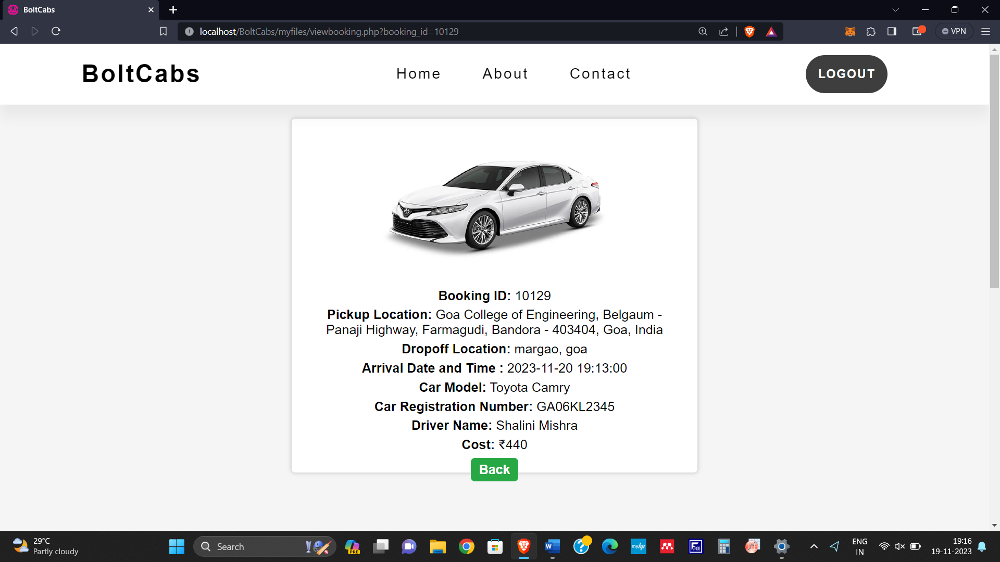 BoltCabs
localhost/BoltCabs/myfiles/viewbooking.php?booking_id=10129
VPN
BoltCabs
Home
About
Contact
LOGOUT
Booking ID: 10129
Pickup Location: Goa College of Engineering, Belgaum -
Panaji Highway, Farmagudi, Bandora - 403404, Goa, India
Dropoff Location: margao, goa
Arrival Date and Time : 2023-11-20 19:13:00
Car Model: Toyota Camry
Car Registration Number: GA06KL2345
Driver Name: Shalini Mishra
Cost: ₹440
Back
29°C
Partly cloudy
Search
PRE
W
myhp
ENG
IN
19:16
19-11-2023